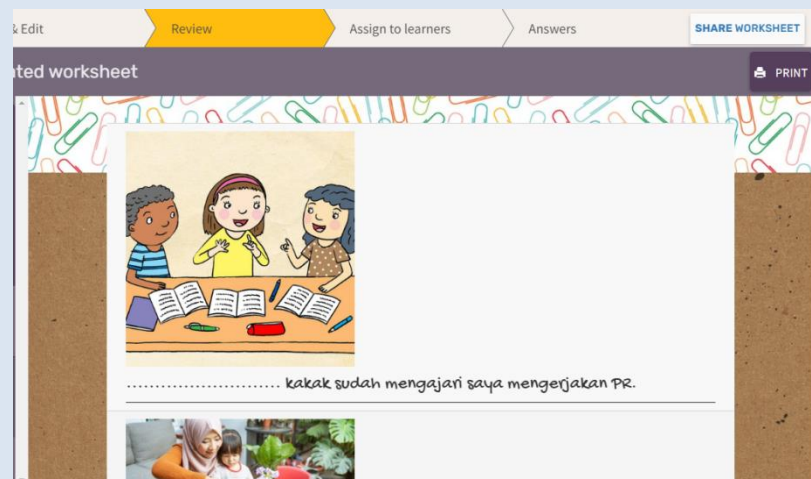 & Edit
Review
Assign to learners
Answers
SHARE WORKSHEET
ted worksheet
PRINT
........................... kakak sudah mengajari saya mengerjakan PR.